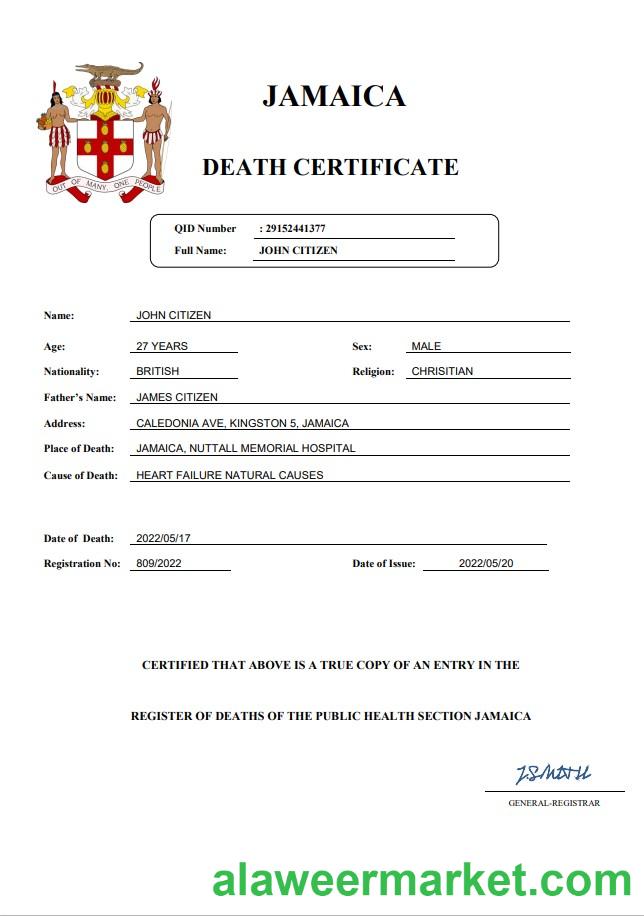 JAMAICA
DEATH CERTIFICATE
OUT OF MANY, ONE PEOPLE
QID Number : 29152441377
Full Name: JOHN CITIZEN
Name: JOHN CITIZEN
Age: 27 YEARS Sex: MALE
Nationality: BRITISH Religion: CHRISITIAN
Father's Name: JAMES CITIZEN
Address: CALEDONIA AVE, KINGSTON 5, JAMAICA
Place of Death: JAMAICA, NUTTALL MEMORIAL HOSPITAL
Cause of Death: HEART FAILURE NATURAL CAUSES
Date of Death: 2022/05/17
Registration No: 809/2022 Date of Issue: 2022/05/20
CERTIFIED THAT ABOVE IS A TRUE COPY OF AN ENTRY IN THE
REGISTER OF DEATHS OF THE PUBLIC HEALTH SECTION JAMAICA
GENERAL-REGISTRAR
alaweermarket.com